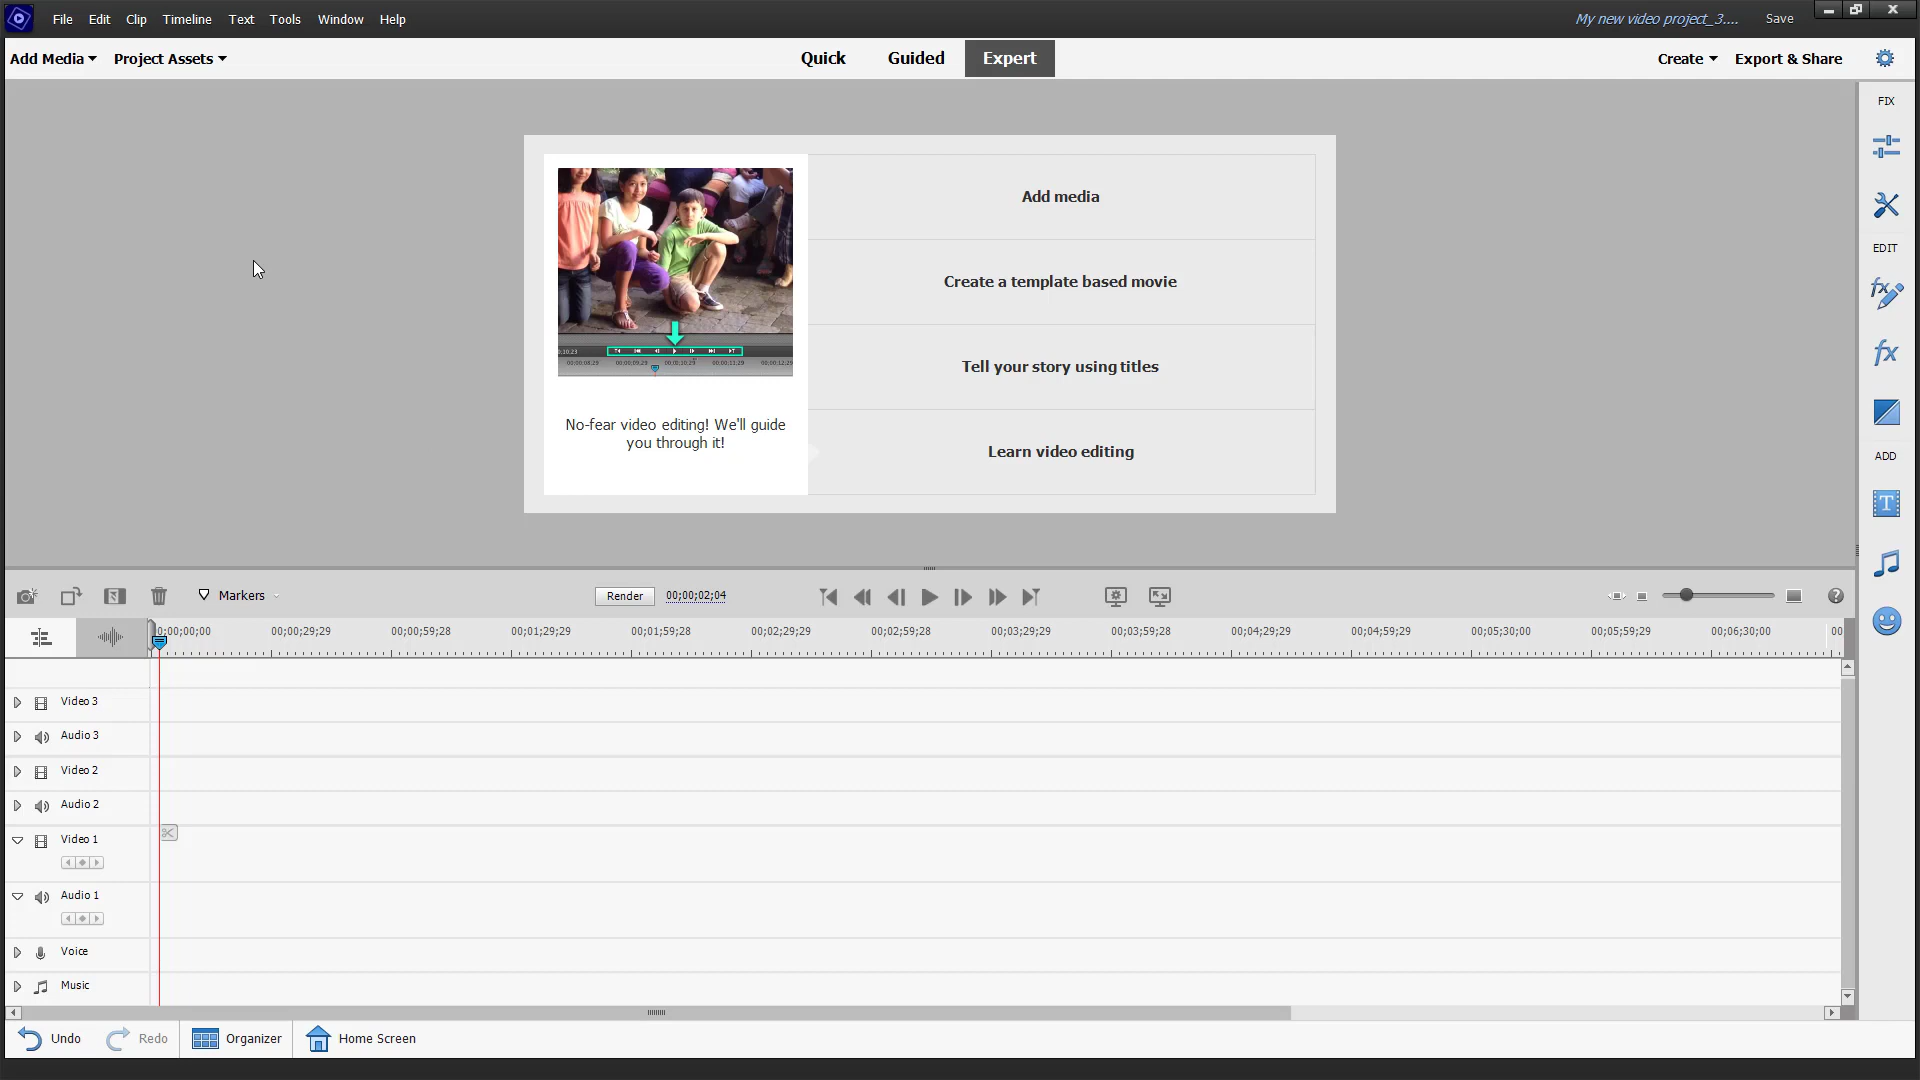 File Edit Clip Timeline Text Tools Window Help
My new video project_3.... Save
Add Media Project Assets
Quick Guided Expert
Create Export & Share
FIX
EDIT
ADD
T
Add media
Create a template based movie
Tell your story using titles
Learn video editing
No-fear video editing! We'll guide
you through it!
Markers
Render 00;00;02;04
0;00;00;00 00;00;29;29 00;00;59;28 00;01;29;29 00;01;59;28 00;02;29;29 00;02;59;28 00;03;29;29 00;03;59;28 00;04;29;29 00;04;59;29 00;05;30;00 00;05;59;29 00;06;30;00 00;
Video 3
Audio 3
Video 2
Audio 2
Video 1
Audio 1
Voice
Music
Undo Redo Organizer Home Screen